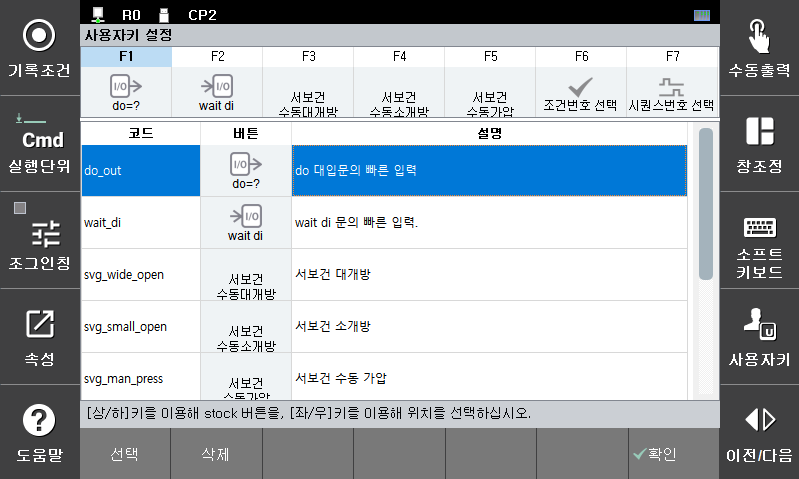 R0 CP2
사용자키 설정
F1 F2 F3 F4 F5 F6 F7
I/O
do=?
I/O
wait di
서보건
수동대개방
서보건
수동소개방
서보건
수동가압
조건번호 선택
시퀀스번호 선택
코드 버튼 설명
do_out
I/O
do=?
do 대입문의 빠른 입력
wait_di
I/O
wait di
wait di 문의 빠른 입력.
svg_wide_open
서보건
수동대개방
서보건 대개방
svg_small_open
서보건
수동소개방
서보건 소개방
svg_man_press
서보건
수동가압
서보건 수동 가압
[상/하]키를 이용해 stock 버튼을, [좌/우]키를 이용해 위치를 선택하십시오.
선택 삭제 확인
기록조건
Cmd
실행단위
조그인칭
속성
?
도움말
수동출력
창조정
소프트
키보드
U
사용자키
이전/다음